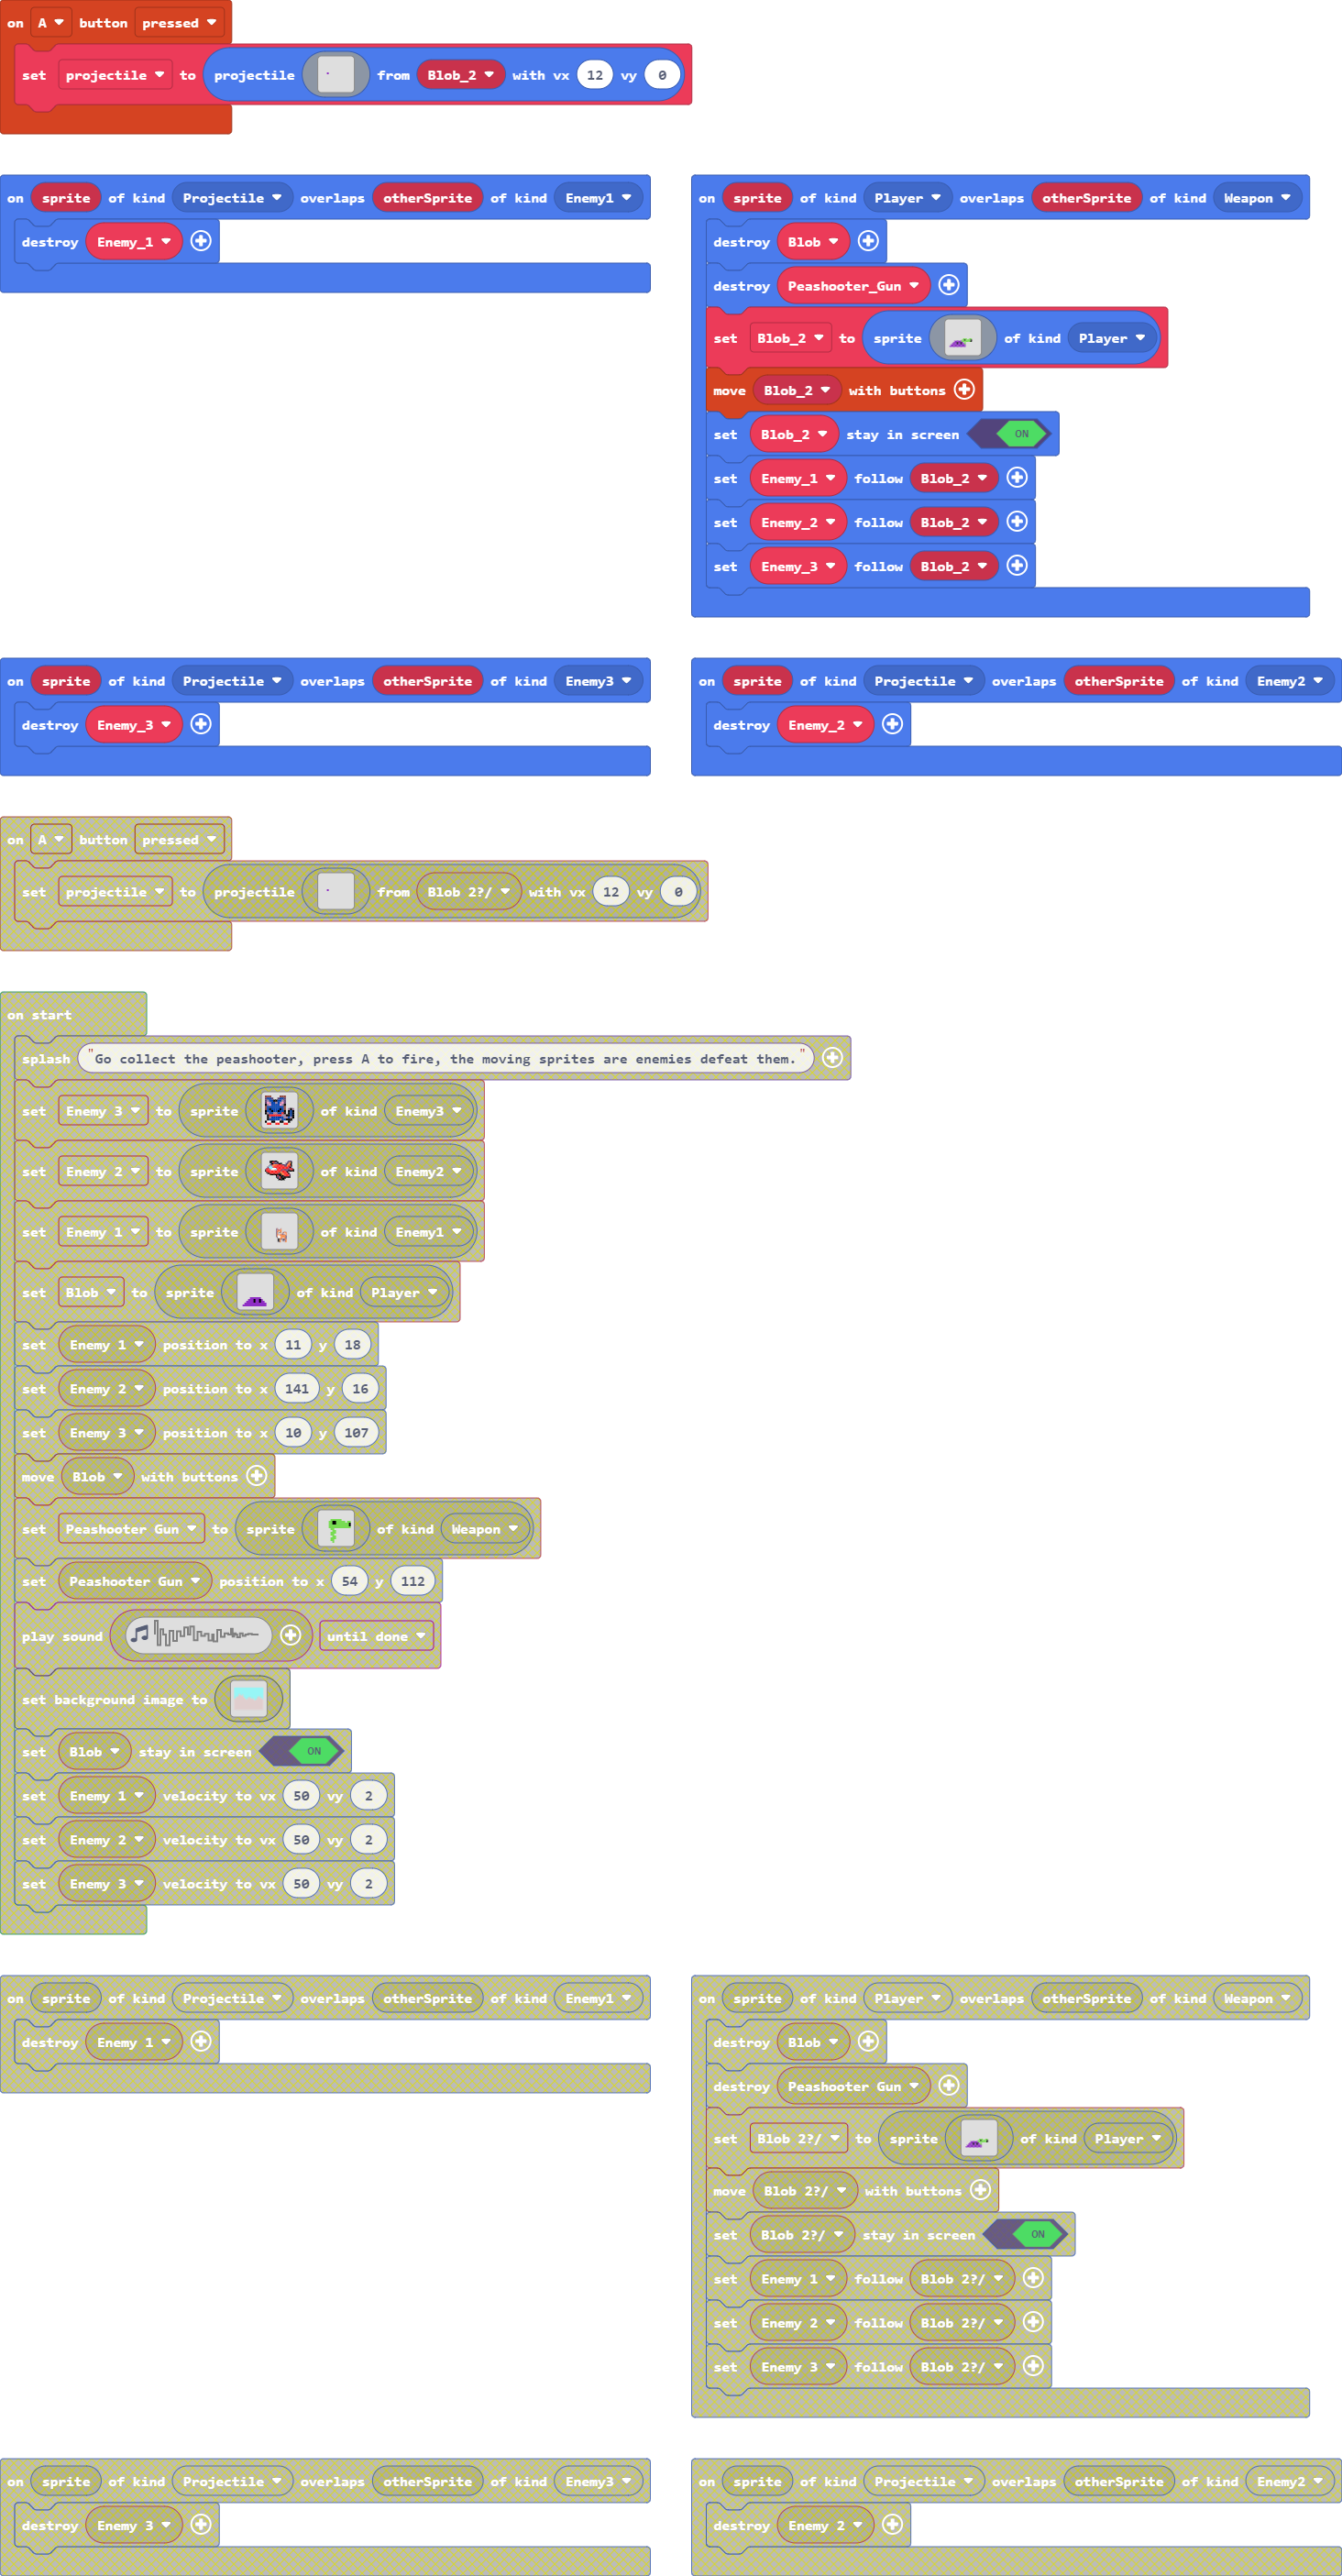 on A button pressed
set projectile to projectile from Blob_2 with vx 12 vy 0
on sprite of kind Projectile overlaps otherSprite of kind Enemy1
destroy Enemy_1
on sprite of kind Player overlaps otherSprite of kind Weapon
destroy Blob
destroy Peashooter_Gun
set Blob_2 to sprite of kind Player
move Blob_2 with buttons
set Blob_2 stay in screen ON
set Enemy_1 follow Blob_2
set Enemy_2 follow Blob_2
set Enemy_3 follow Blob_2
on sprite of kind Projectile overlaps otherSprite of kind Enemy3
destroy Enemy_3
on sprite of kind Projectile overlaps otherSprite of kind Enemy2
destroy Enemy_2
on A button pressed
set projectile to projectile from Blob 2?/ with vx 12 vy 0
on start
splash "Go collect the peashooter, press A to fire, the moving sprites are enemies defeat them."
set Enemy 3 to sprite of kind Enemy3
set Enemy 2 to sprite of kind Enemy2
set Enemy 1 to sprite of kind Enemy1
set Blob to sprite of kind Player
set Enemy 1 position to x 11 y 18
set Enemy 2 position to x 141 y 16
set Enemy 3 position to x 10 y 107
move Blob with buttons
set Peashooter Gun to sprite of kind Weapon
set Peashooter Gun position to x 54 y 112
play sound until done
set background image to
set Blob stay in screen ON
set Enemy 1 velocity to vx 50 vy 2
set Enemy 2 velocity to vx 50 vy 2
set Enemy 3 velocity to vx 50 vy 2
on sprite of kind Projectile overlaps otherSprite of kind Enemy1
destroy Enemy 1
on sprite of kind Player overlaps otherSprite of kind Weapon
destroy Blob
destroy Peashooter Gun
set Blob 2?/ to sprite of kind Player
move Blob 2?/ with buttons
set Blob 2?/ stay in screen ON
set Enemy 1 follow Blob 2?/
set Enemy 2 follow Blob 2?/
set Enemy 3 follow Blob 2?/
on sprite of kind Projectile overlaps otherSprite of kind Enemy3
destroy Enemy 3
on sprite of kind Projectile overlaps otherSprite of kind Enemy2
destroy Enemy 2